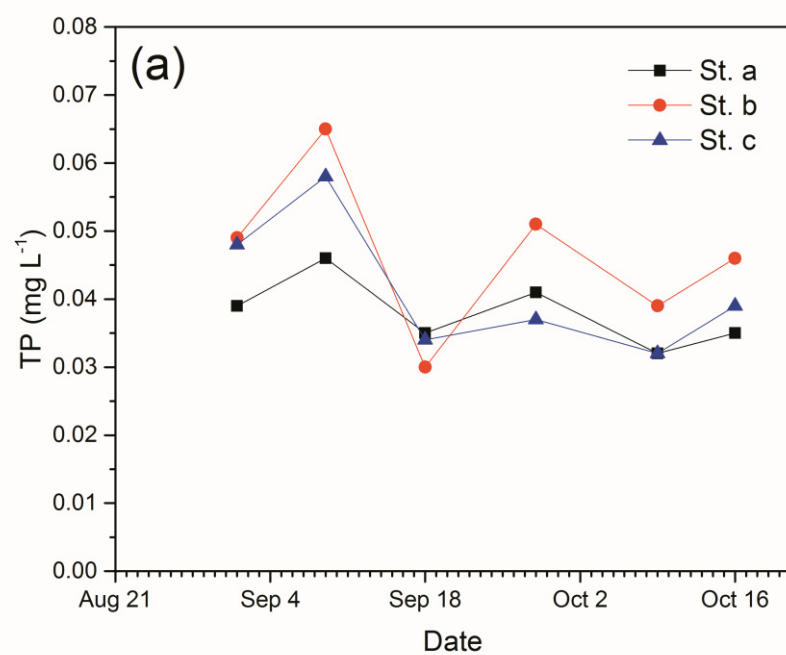 (a)
St. a
St. b
St. c
0.08
0.07
0.06
0.05
0.04
0.03
0.02
0.01
0.00
TP (mg L⁻¹)
Aug 21 Sep 4 Sep 18 Oct 2 Oct 16
Date